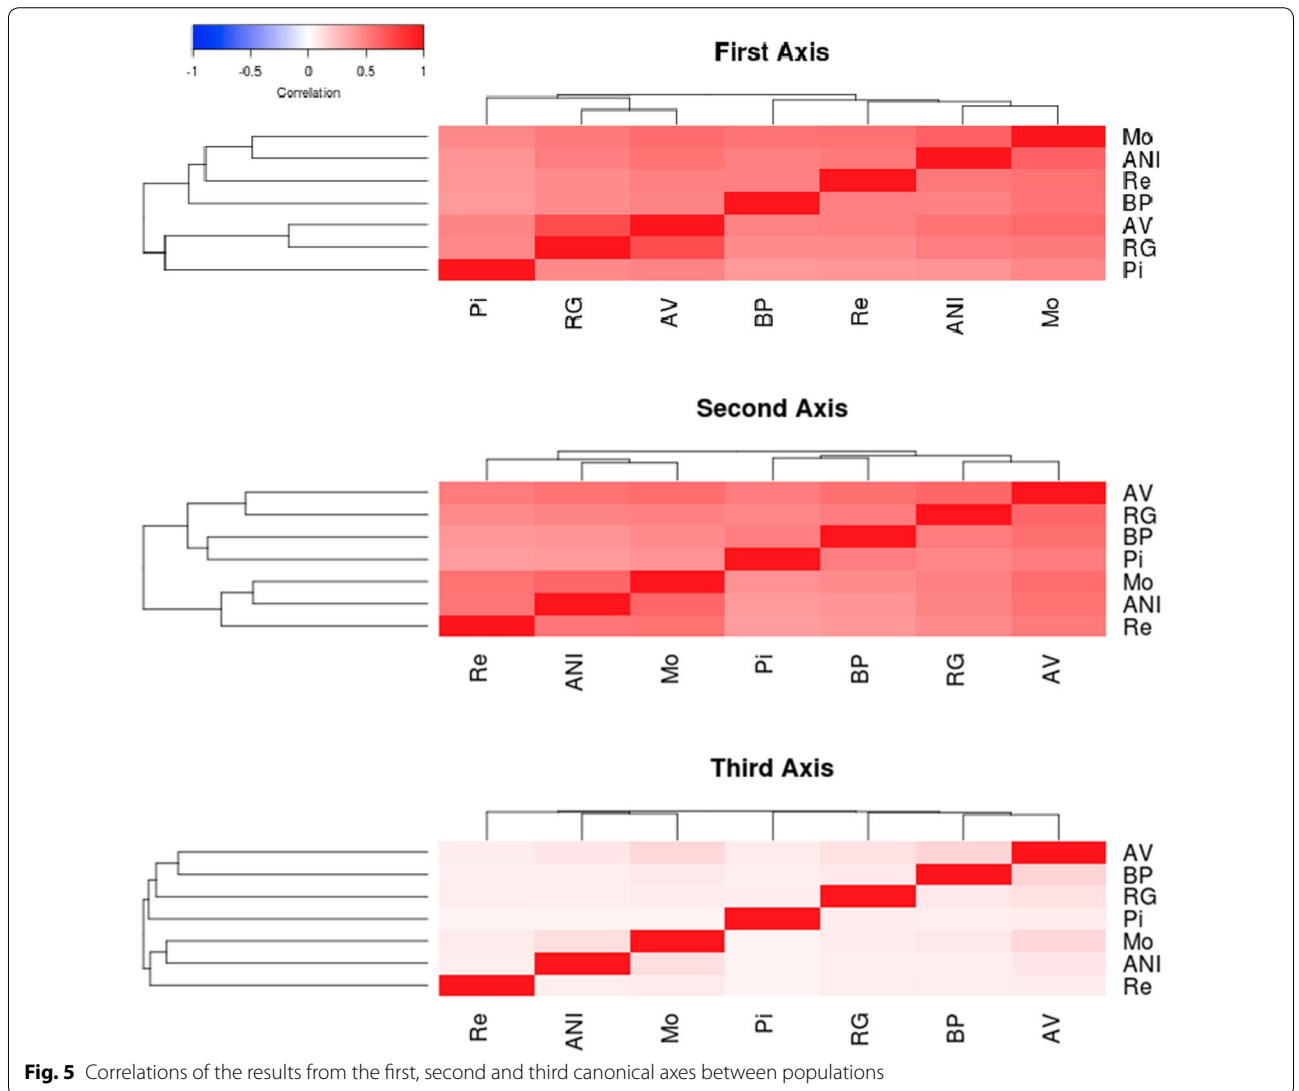 -1 -0.5 0 0.5 1
Correlation
First Axis
Mo
ANI
Re
BP
AV
RG
Pi
Pi RG AV BP Re ANI Mo
Second Axis
AV
RG
BP
Pi
Mo
ANI
Re
Re ANI Mo Pi BP RG AV
Third Axis
AV
BP
RG
Pi
Mo
ANI
Re
Re ANI Mo Pi RG BP AV
Fig. 5 Correlations of the results from the first, second and third canonical axes between populations